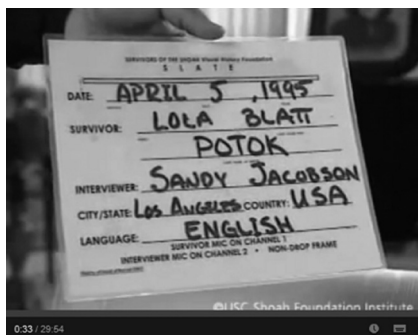 SURVIVORS OF THE SHOAH Visual History Foundation
S L A T E
DATE: APRIL 5, 1995
SURVIVOR: LOLA BLATT
POTOK
INTERVIEWER: SANDY JACOBSON
CITY/STATE: Los Angeles COUNTRY: USA
LANGUAGE: ENGLISH
SURVIVOR MIC ON CHANNEL 1
INTERVIEWER MIC ON CHANNEL 2 • NON-DROP FRAME
©USC Shoah Foundation Institute
0:33 / 29:54